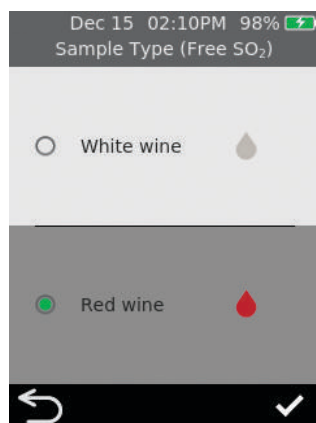 Dec 15 02:10PM 98%
Sample Type (Free SO₂)
White wine
Red wine